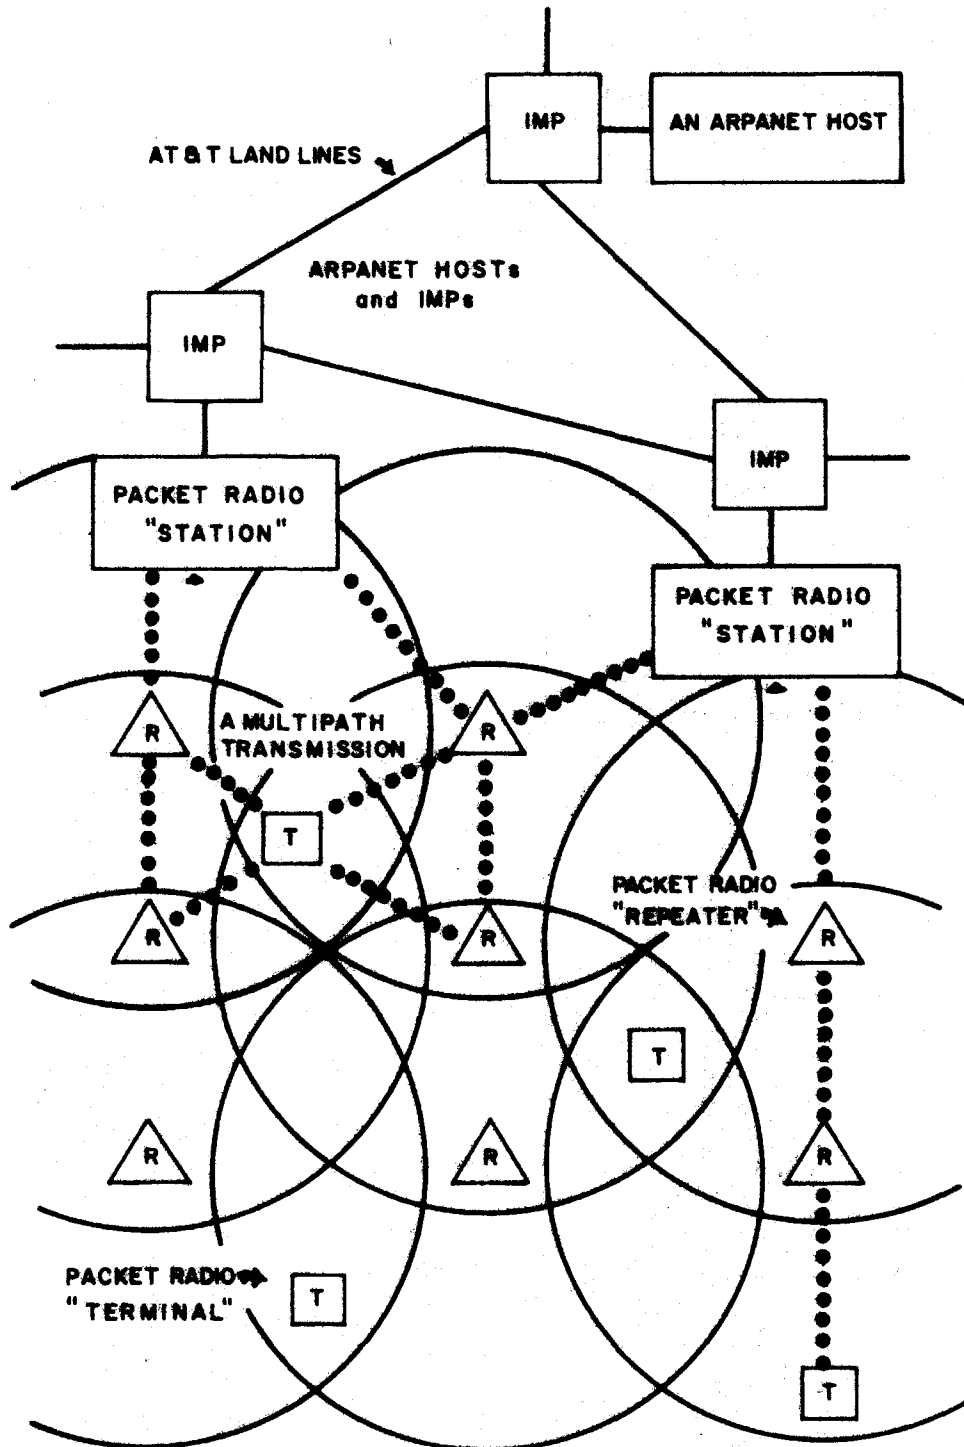 IMP
AN ARPANET HOST
AT&T LAND LINES
ARPANET HOSTs
and IMPs
IMP
IMP
PACKET RADIO
"STATION"
PACKET RADIO
"STATION"
R
A MULTIPATH
TRANSMISSION
R
T
PACKET RADIO
"REPEATER"
R
R
R
T
R
R
R
PACKET RADIO
"TERMINAL"
T
T